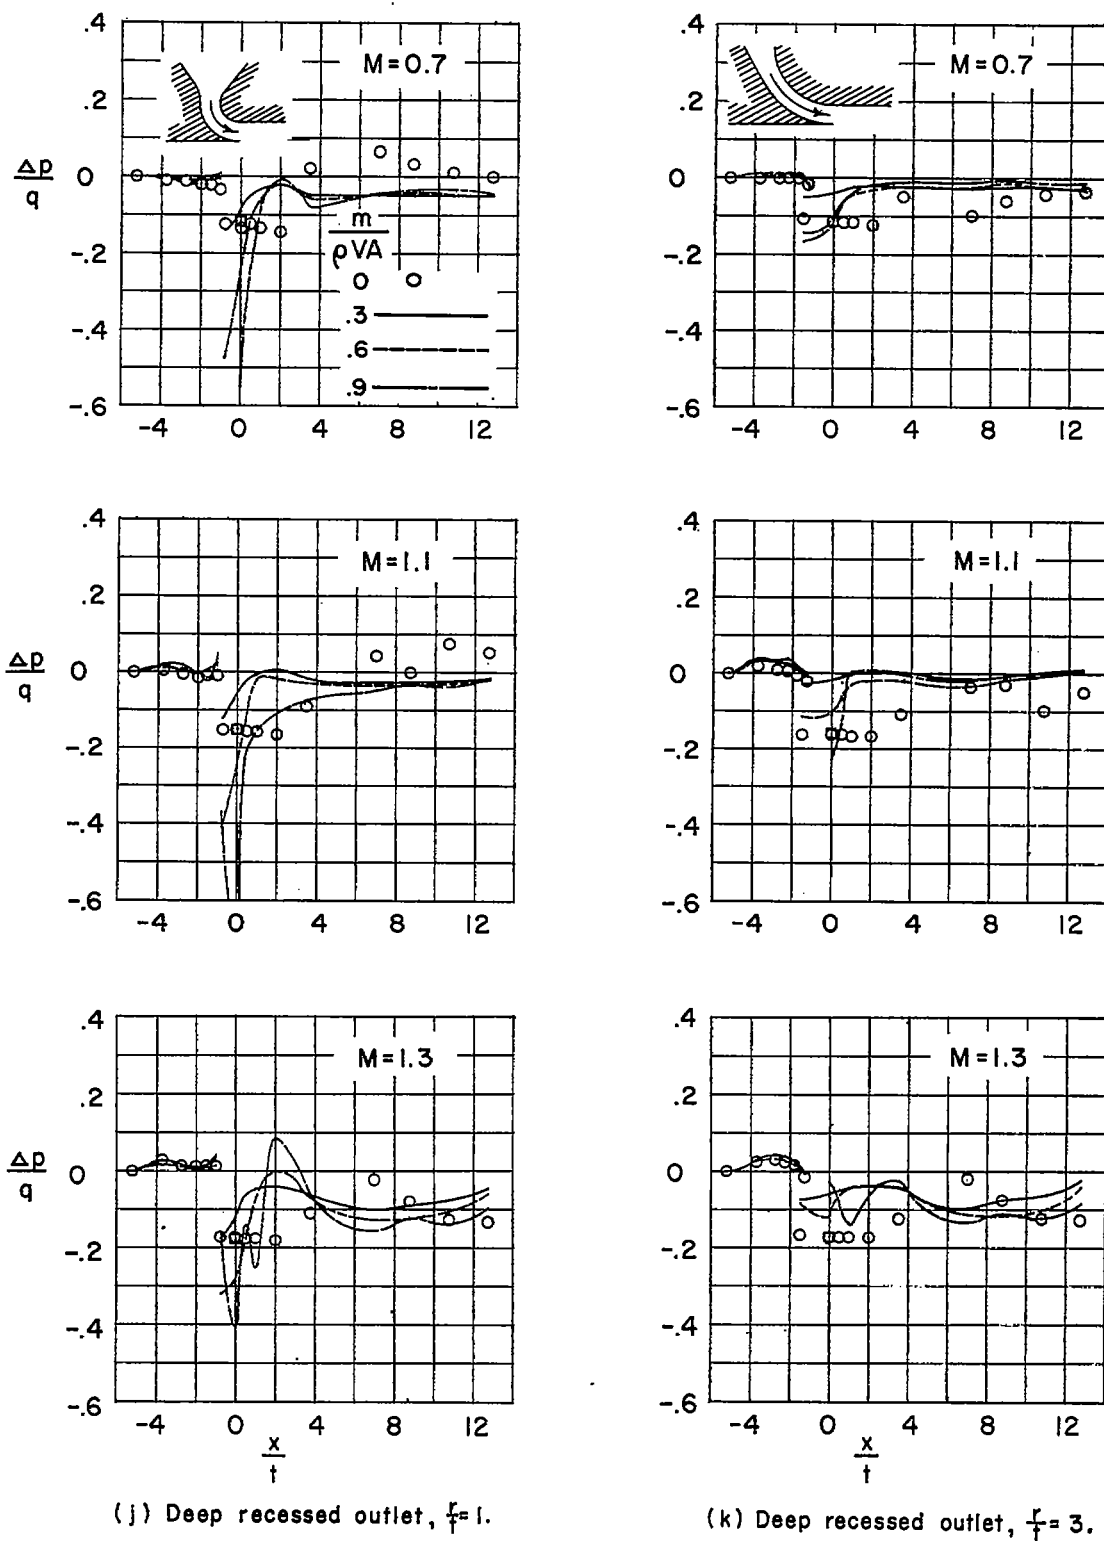 .4
M=0.7
.2
Δp
q
0
-.2
-.4
-.6
-4 0 4 8 12
m
ρVA
0
.3
.6
.9
.4
M=0.7
.2
0
-.2
-.4
-.6
-4 0 4 8 12
.4
M=1.1
.2
Δp
q
0
-.2
-.4
-.6
-4 0 4 8 12
.4
M=1.1
.2
0
-.2
-.4
-.6
-4 0 4 8 12
.4
M=1.3
.2
Δp
q
0
-.2
-.4
-.6
-4 0 4 8 12
x
t
(j) Deep recessed outlet, r/t = 1.
.4
M=1.3
.2
0
-.2
-.4
-.6
-4 0 4 8 12
x
t
(k) Deep recessed outlet, r/t = 3.